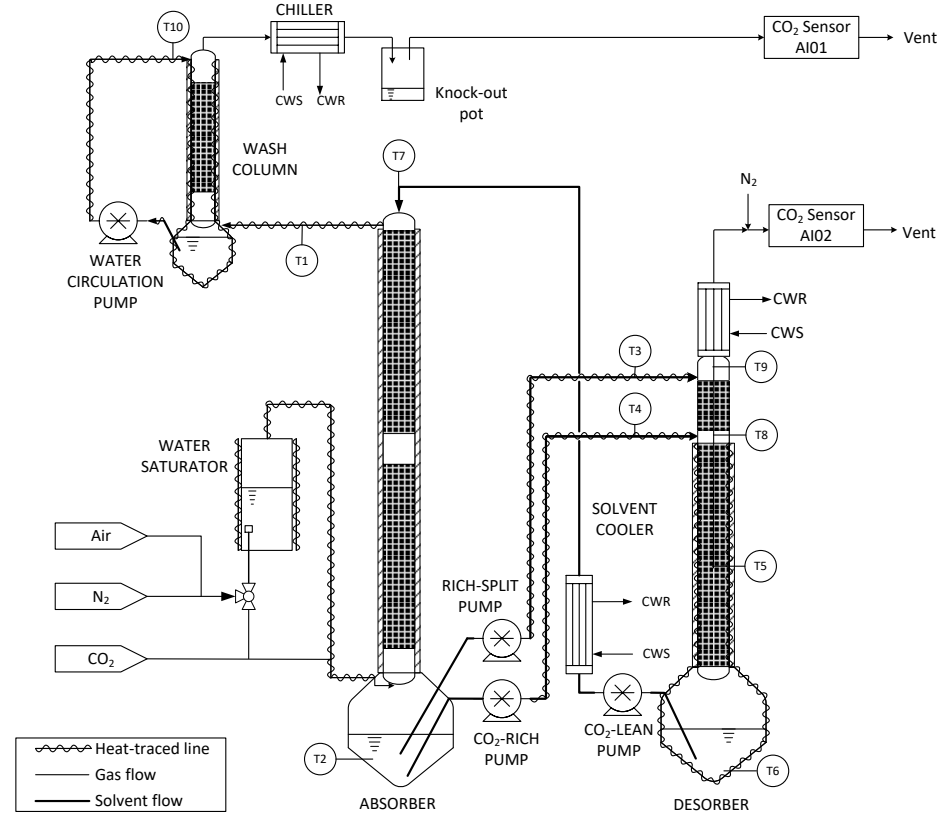 CHILLER
T10
CO₂ Sensor
AI01
Vent
CWS
CWR
Knock-out
pot
WASH
COLUMN
T7
N₂
CO₂ Sensor
AI02
Vent
WATER
CIRCULATION
PUMP
T1
CWR
CWS
T3
T9
T4
T8
WATER
SATURATOR
SOLVENT
COOLER
Air
T5
RICH-SPLIT
PUMP
N₂
CWR
CO₂
CWS
CO₂-RICH
PUMP
CO₂-LEAN
PUMP
T2
T6
ABSORBER
DESORBER
Heat-traced line
Gas flow
Solvent flow